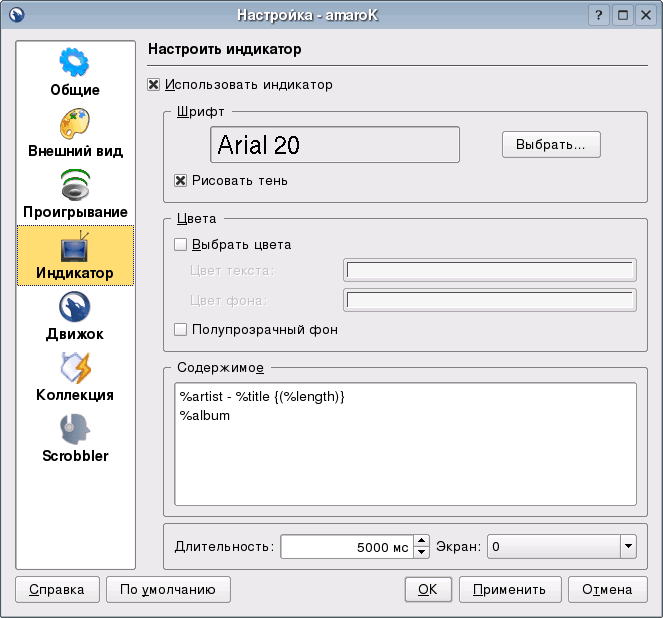 Настройка - amaroK
Общие
Внешний вид
Проигрывание
Индикатор
Движок
Коллекция
Scrobbler
Настроить индикатор
Использовать индикатор
Шрифт
Arial 20
Выбрать...
Рисовать тень
Цвета
Выбрать цвета
Цвет текста:
Цвет фона:
Полупрозрачный фон
Содержимое
%artist - %title {(%length)}
%album
Длительность: 5000 мс Экран: 0
Справка По умолчанию OK Применить Отмена